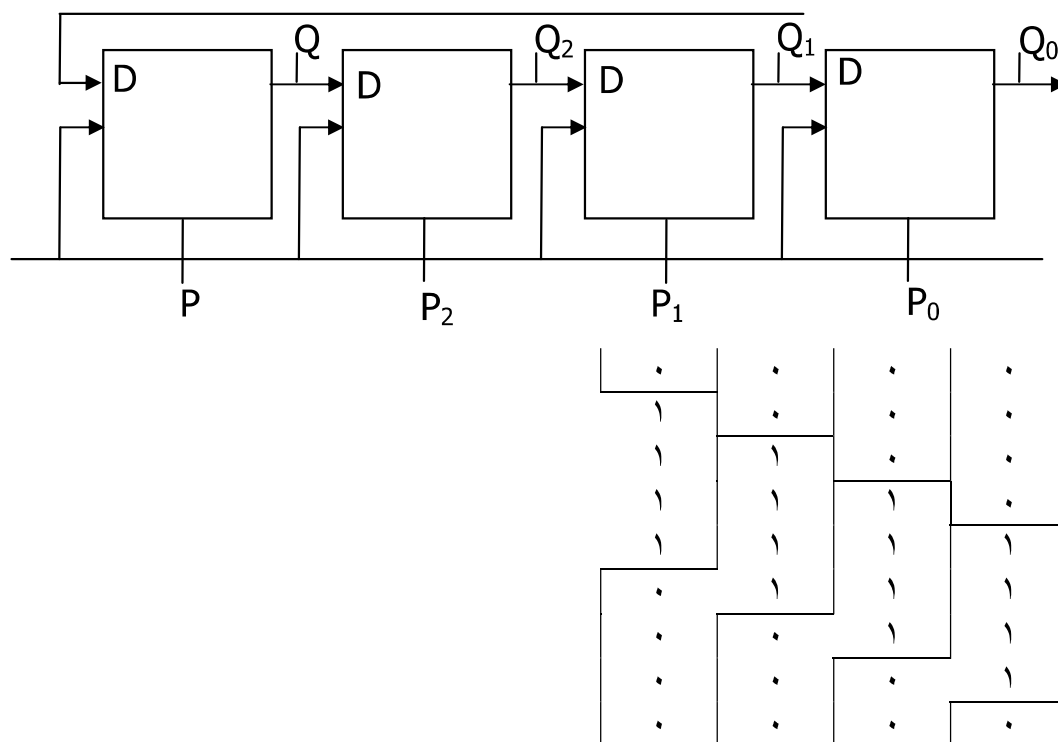 Q Q₂ Q₁ Q₀
D D D D
P P₂ P₁ P₀
٠ ٠ ٠ ٠
١ ٠ ٠ ٠
١ ١ ٠ ٠
١ ١ ١ ٠
١ ١ ١ ١
٠ ١ ١ ١
٠ ٠ ١ ١
٠ ٠ ٠ ١
٠ ٠ ٠ ٠